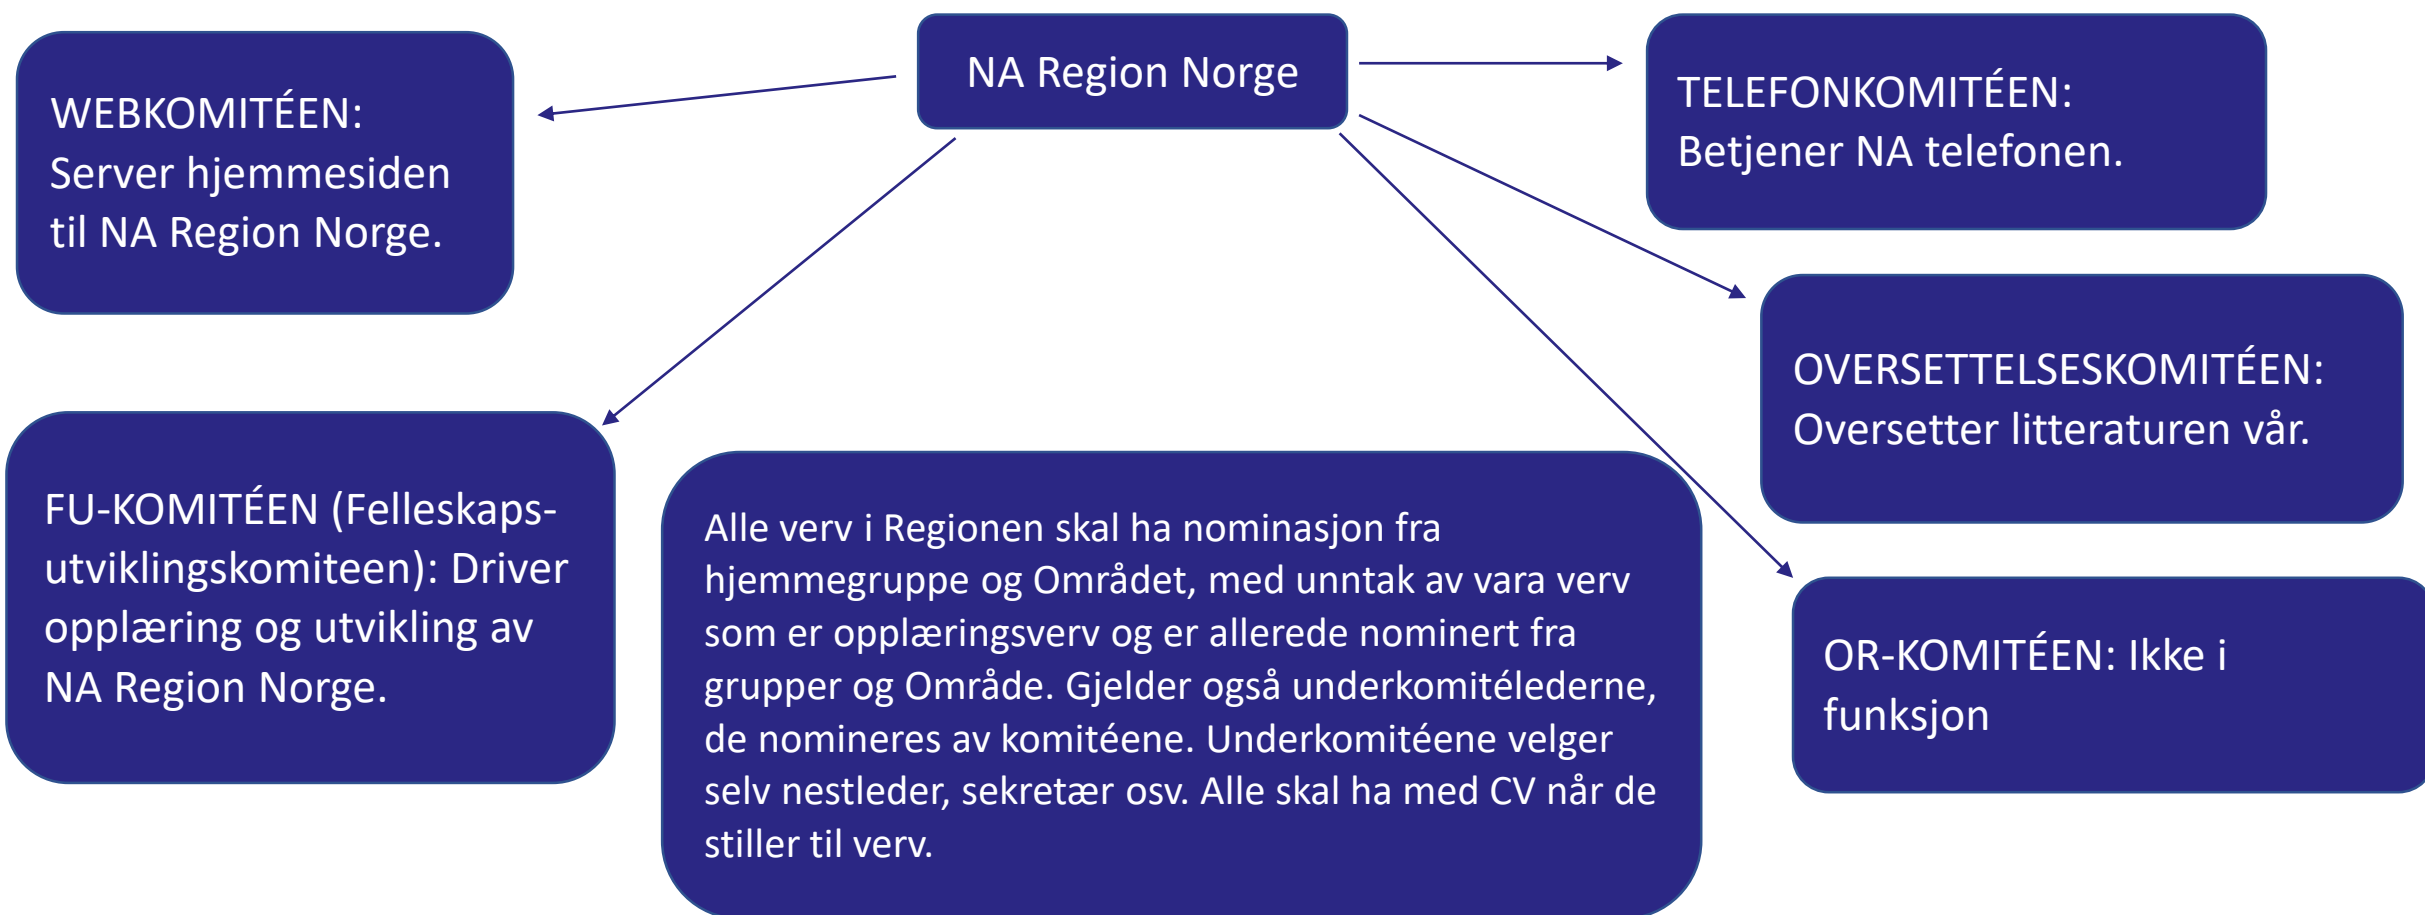 NA Region Norge
WEBKOMITÉEN:
Server hjemmesiden
til NA Region Norge.
TELEFONKOMITÉEN:
Betjener NA telefonen.
OVERSETTELSESKOMITÉEN:
Oversetter litteraturen vår.
FU-KOMITÉEN (Felleskaps-
utviklingskomiteen): Driver
opplæring og utvikling av
NA Region Norge.
Alle verv i Regionen skal ha nominasjon fra
hjemmegruppe og Området, med unntak av vara verv
som er opplæringsverv og er allerede nominert fra
grupper og Område. Gjelder også underkomitélederne,
de nomineres av komitéene. Underkomitéene velger
selv nestleder, sekretær osv. Alle skal ha med CV når de
stiller til verv.
OR-KOMITÉEN: Ikke i
funksjon